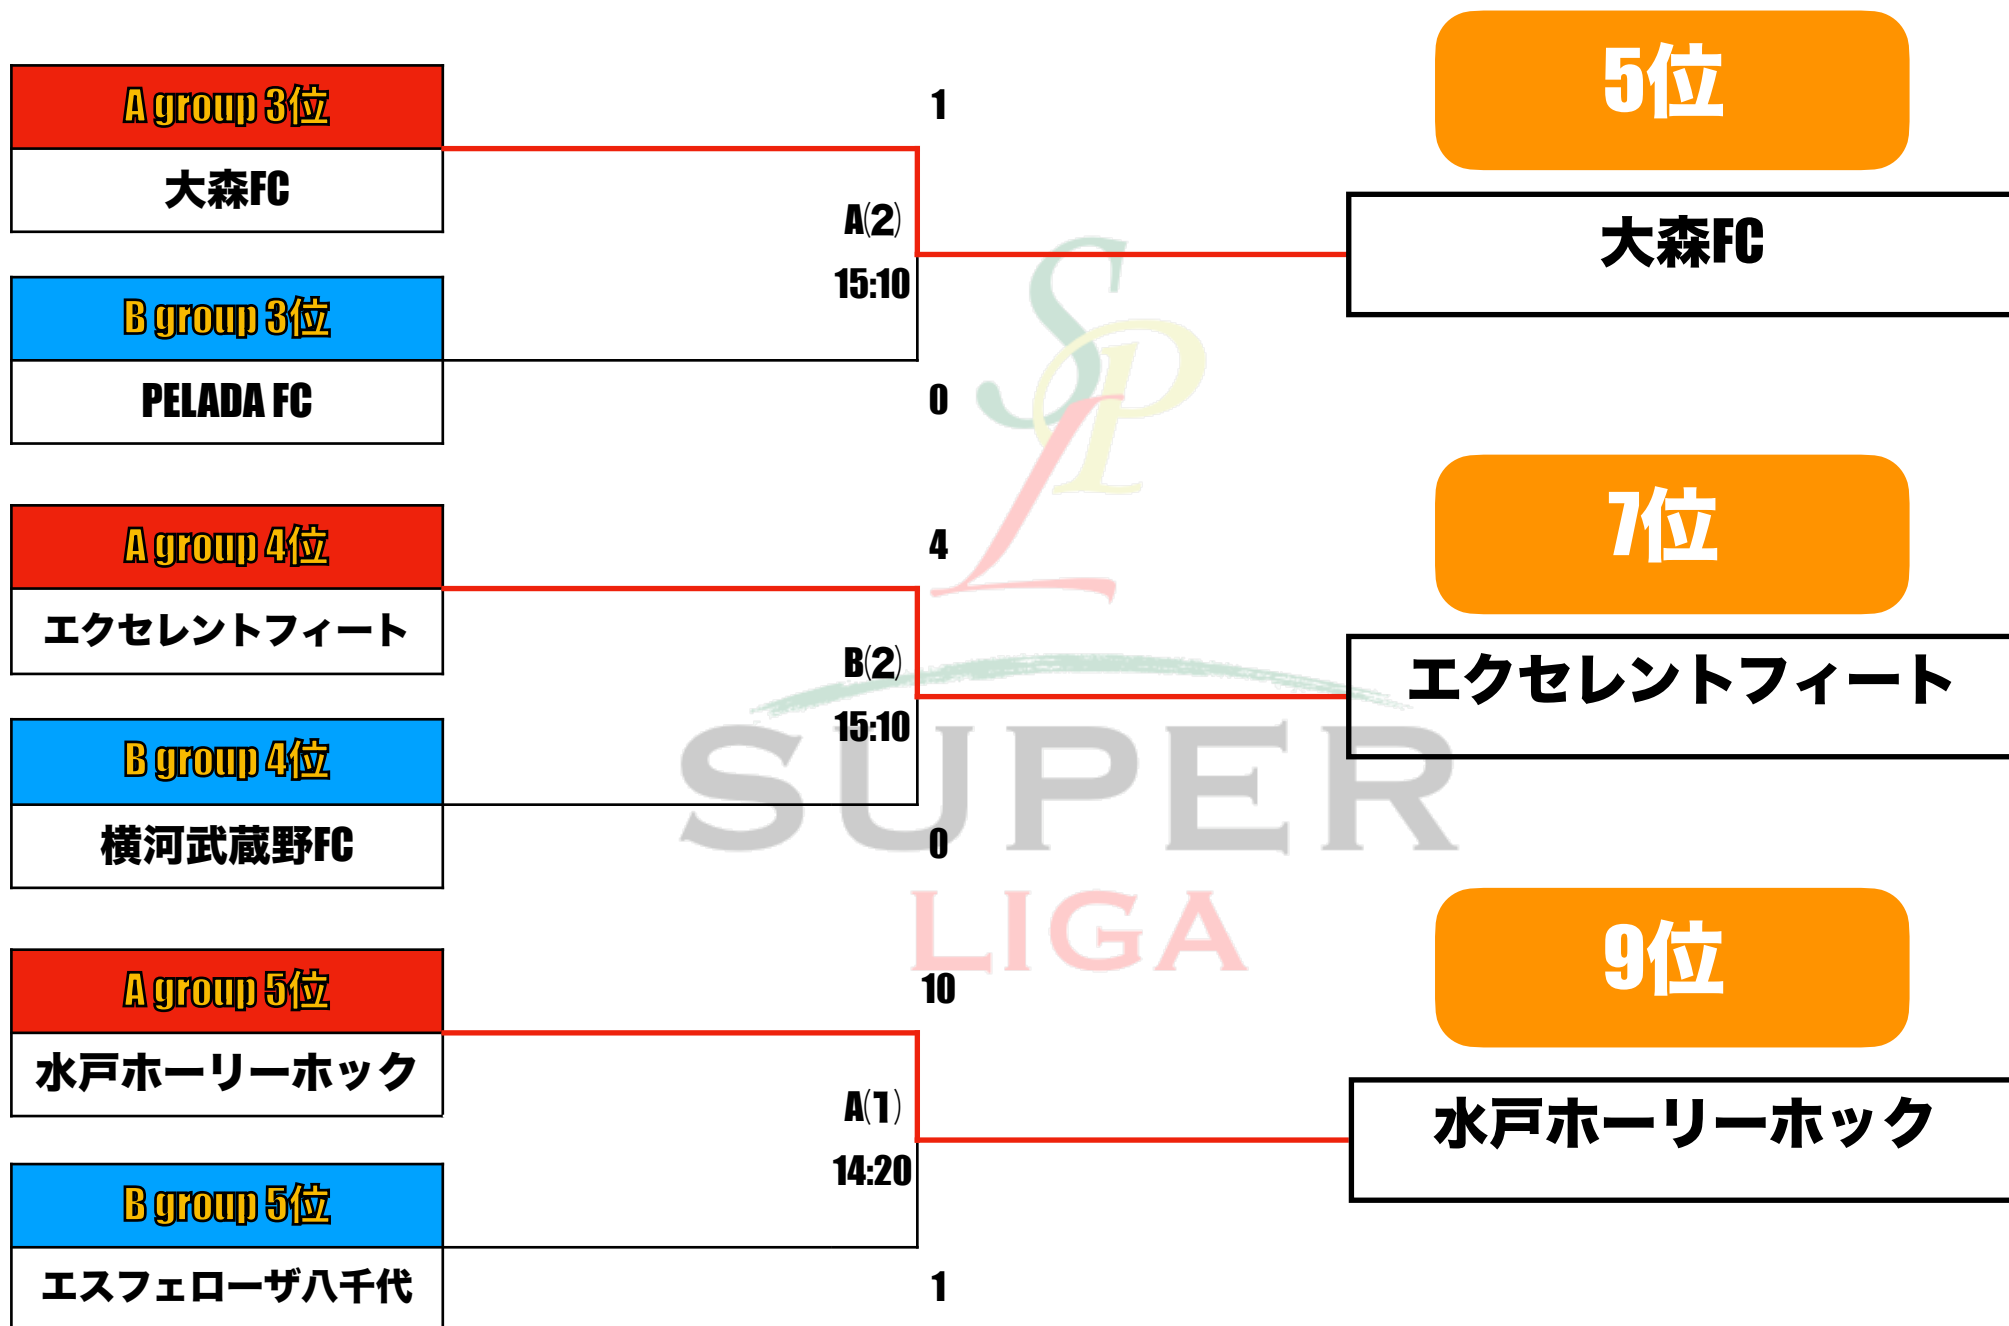 A group 3位
大森FC
B group 3位
PELADA FC
1
A(2)
15:10
0
5位
大森FC
A group 4位
エクセレントフィート
B group 4位
横河武蔵野FC
4
B(2)
15:10
0
7位
エクセレントフィート
A group 5位
水戸ホーリーホック
B group 5位
エスフェローザ八千代
10
A(1)
14:20
1
9位
水戸ホーリーホック
SPL
SUPER
LIGA